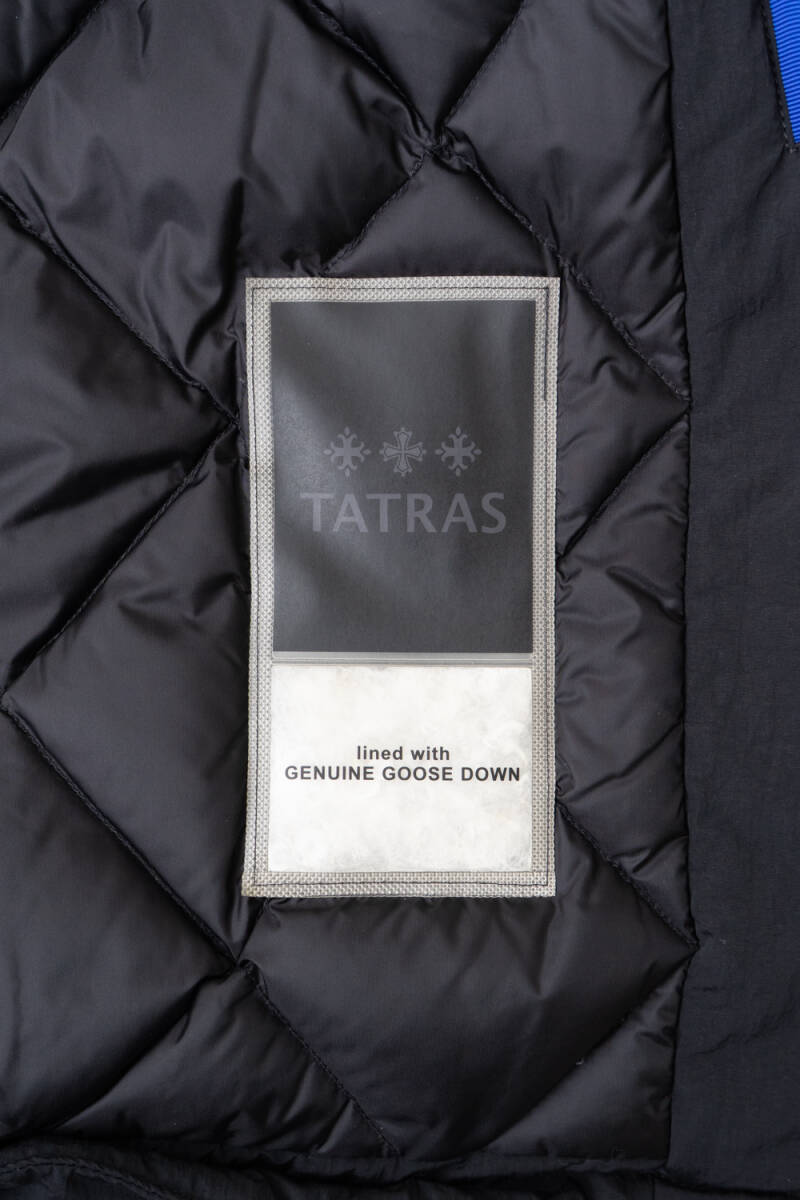 TATRAS
lined with
GENUINE GOOSE DOWN